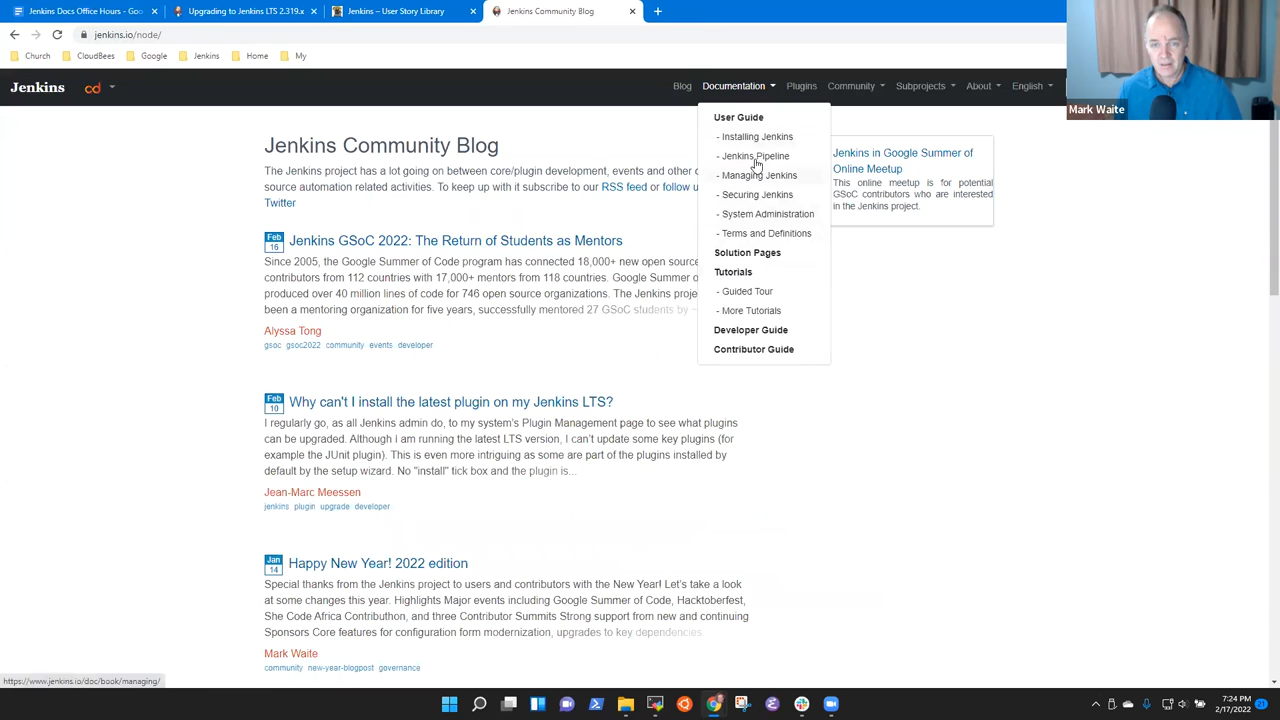 Jenkins Docs Office Hours - Goo
Upgrading to Jenkins LTS 2.319.x
Jenkins – User Story Library
Jenkins Community Blog
jenkins.io/node/
Church
CloudBees
Google
Jenkins
Home
My
Mark Waite
Jenkins
cd
Blog
Documentation
Plugins
Community
Subprojects
About
English
User Guide
- Installing Jenkins
- Jenkins Pipeline
- Managing Jenkins
- Securing Jenkins
- System Administration
- Terms and Definitions
Solution Pages
Tutorials
- Guided Tour
- More Tutorials
Developer Guide
Contributor Guide
Jenkins Community Blog
The Jenkins project has a lot going on between core/plugin development, events and other
source automation related activities. To keep up with it subscribe to our RSS feed or follow u
Twitter
Jenkins in Google Summer of
Online Meetup
This online meetup is for potential
GSoC contributors who are interested
in the Jenkins project.
Feb
16
Jenkins GSoC 2022: The Return of Students as Mentors
Since 2005, the Google Summer of Code program has connected 18,000+ new open source
contributors from 112 countries with 17,000+ mentors from 118 countries. Google Summer
produced over 40 million lines of code for 746 open source organizations. The Jenkins proje
been a mentoring organization for five years, successfully mentored 27 GSoC students by
Alyssa Tong
gsoc gsoc2022 community events developer
Feb
10
Why can't I install the latest plugin on my Jenkins LTS?
I regularly go, as all Jenkins admin do, to my system's Plugin Management page to see what plugins
can be upgraded. Although I am running the latest LTS version, I can't update some key plugins (for
example the JUnit plugin). This is even more intriguing as some are part of the plugins installed by
default by the setup wizard. No "install" tick box and the plugin is...
Jean-Marc Meessen
jenkins plugin upgrade developer
Jan
14
Happy New Year! 2022 edition
Special thanks from the Jenkins project to users and contributors with the New Year! Let's take a look
at some changes this year. Highlights Major events including Google Summer of Code, Hacktoberfest,
She Code Africa Contributhon, and three Contributor Summits Strong support from new and continuing
Sponsors Core features for configuration form modernization, upgrades to key dependencies.
Mark Waite
community new-year-blogpost governance
https://www.jenkins.io/doc/book/managing/
7:24 PM
2/17/2022
21